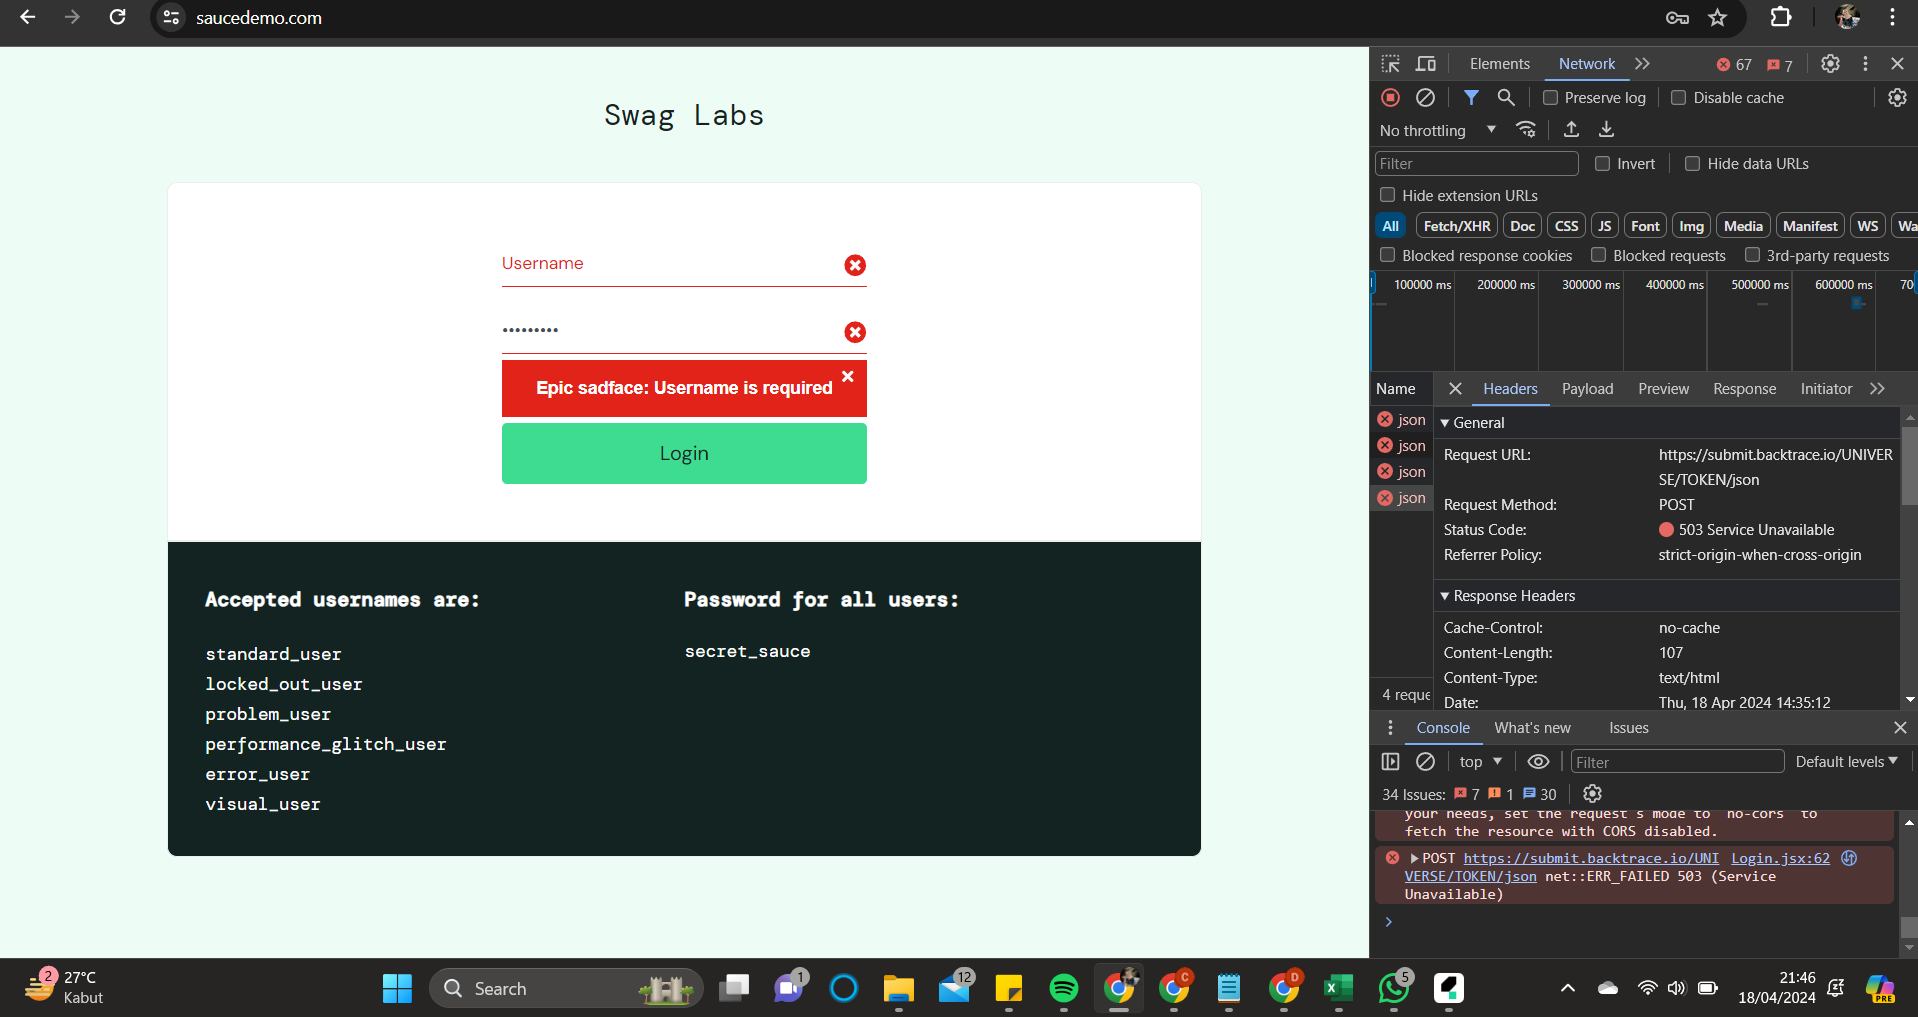 saucedemo.com
Swag Labs
Username
•••••••••
Epic sadface: Username is required
Login
Accepted usernames are:
standard_user
locked_out_user
problem_user
performance_glitch_user
error_user
visual_user
Password for all users:
secret_sauce
Elements Network 67 7
Preserve log Disable cache
No throttling
Filter Invert Hide data URLs
Hide extension URLs
All Fetch/XHR Doc CSS JS Font Img Media Manifest WS Wa
Blocked response cookies Blocked requests 3rd-party requests
100000 ms 200000 ms 300000 ms 400000 ms 500000 ms 600000 ms 70
Name Headers Payload Preview Response Initiator
json
json
json
json
4 reque
General
Request URL: https://submit.backtrace.io/UNIVER
SE/TOKEN/json
Request Method: POST
Status Code: 503 Service Unavailable
Referrer Policy: strict-origin-when-cross-origin
Response Headers
Cache-Control: no-cache
Content-Length: 107
Content-Type: text/html
Date: Thu, 18 Apr 2024 14:35:12
Console What's new Issues
top Filter Default levels
34 Issues: 7 1 30
your needs, set the request's mode to 'no-cors' to
fetch the resource with CORS disabled.
POST https://submit.backtrace.io/UNI Login.jsx:62
VERSE/TOKEN/json net::ERR_FAILED 503 (Service
Unavailable)
2 27°C
Kabut
Search
1
12
C
D
5
21:46
18/04/2024
PRE